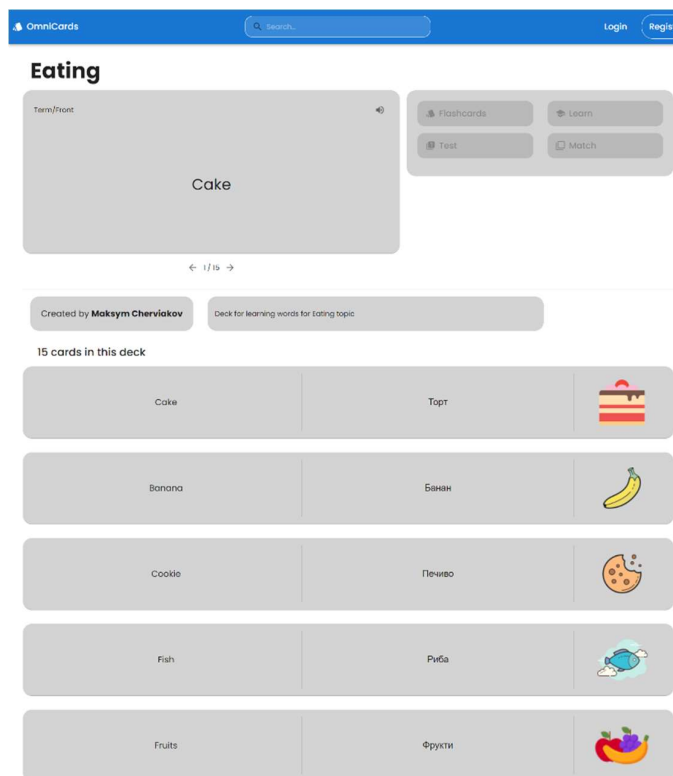 OmniCards
Search...
Login
Regis
Eating
Term/Front
Cake
Flashcards
Learn
Test
Match
1 / 15
Created by Maksym Cherviakov
Deck for learning words for Eating topic
15 cards in this deck
Cake
Торт
Banana
Банан
Cookie
Печиво
Fish
Риба
Fruits
Фрукти